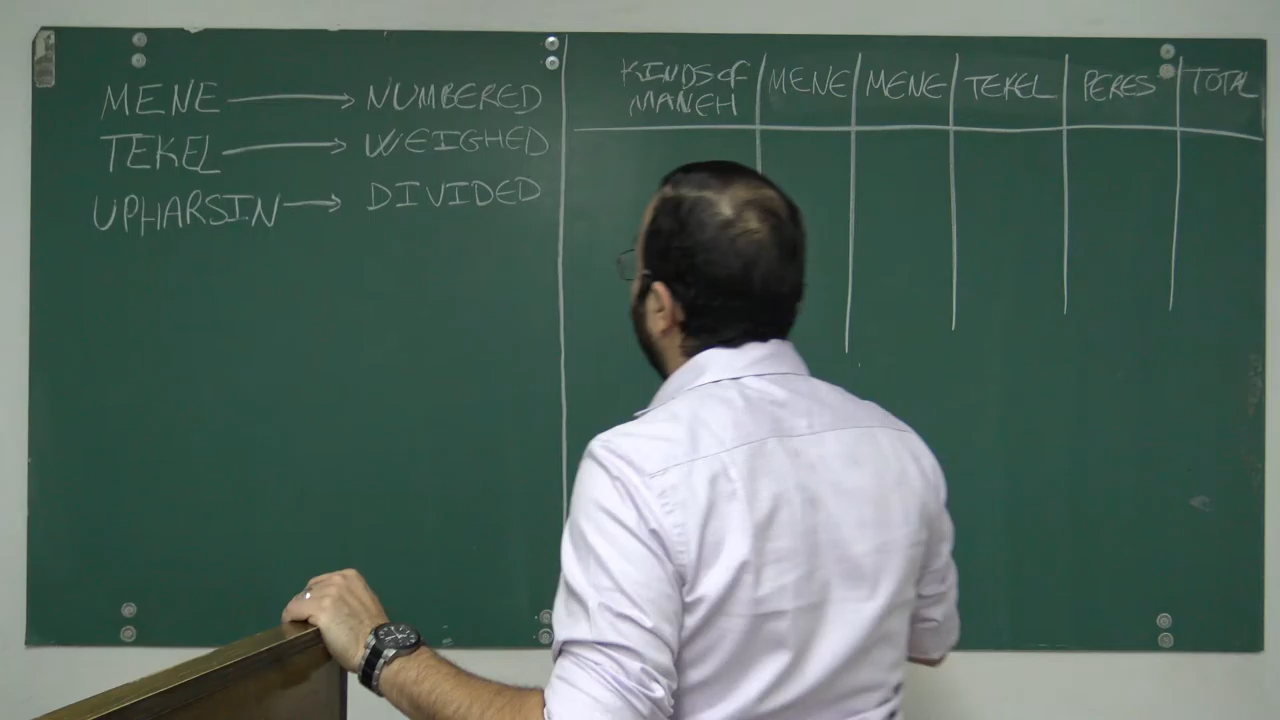 MENE → NUMBERED
TEKEL → WEIGHED
UPHARSIN → DIVIDED
KINDS OF MANEH | MENE | MENE | TEKEL | PERES | TOTAL